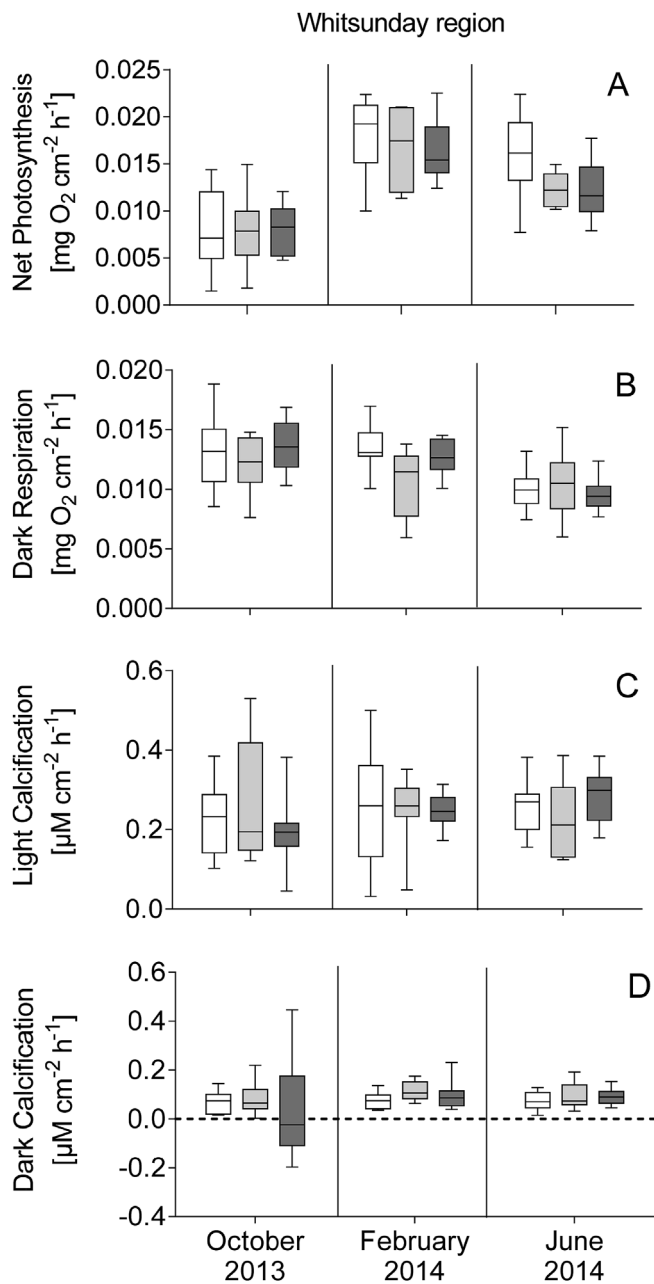 Whitsunday region
A
Net Photosynthesis
[mg O₂ cm⁻² h⁻¹]
0.025
0.020
0.015
0.010
0.005
0.000
B
Dark Respiration
[mg O₂ cm⁻² h⁻¹]
0.020
0.015
0.010
0.005
0.000
C
Light Calcification
[µM cm⁻² h⁻¹]
0.6
0.4
0.2
0.0
D
Dark Calcification
[µM cm⁻² h⁻¹]
0.6
0.4
0.2
0.0
-0.2
-0.4
October
2013
February
2014
June
2014